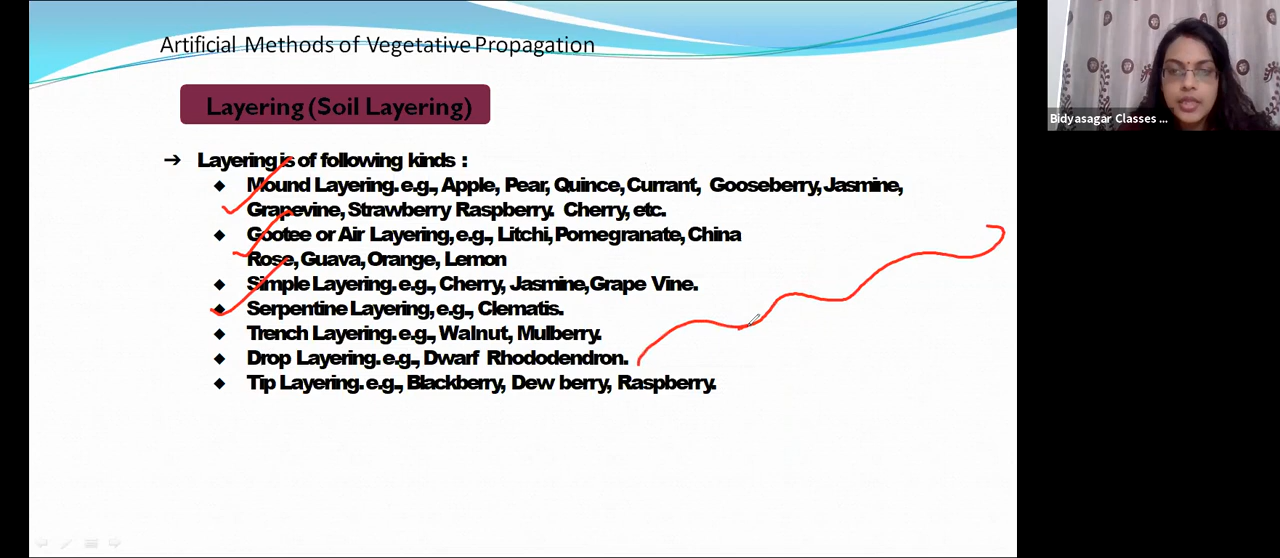 Artificial Methods of Vegetative Propagation
Layering (Soil Layering)
Layering is of following kinds :
Mound Layering. e.g., Apple, Pear, Quince, Currant, Gooseberry, Jasmine,
Grapevine, Strawberry Raspberry. Cherry, etc.
Gootee or Air Layering, e.g., Litchi, Pomegranate, China
Rose, Guava, Orange, Lemon
Simple Layering. e.g., Cherry, Jasmine, Grape Vine.
Serpentine Layering, e.g., Clematis.
Trench Layering. e.g., Walnut, Mulberry.
Drop Layering. e.g., Dwarf Rhododendron.
Tip Layering. e.g., Blackberry, Dew berry, Raspberry.
Bidyasagar Classes ...